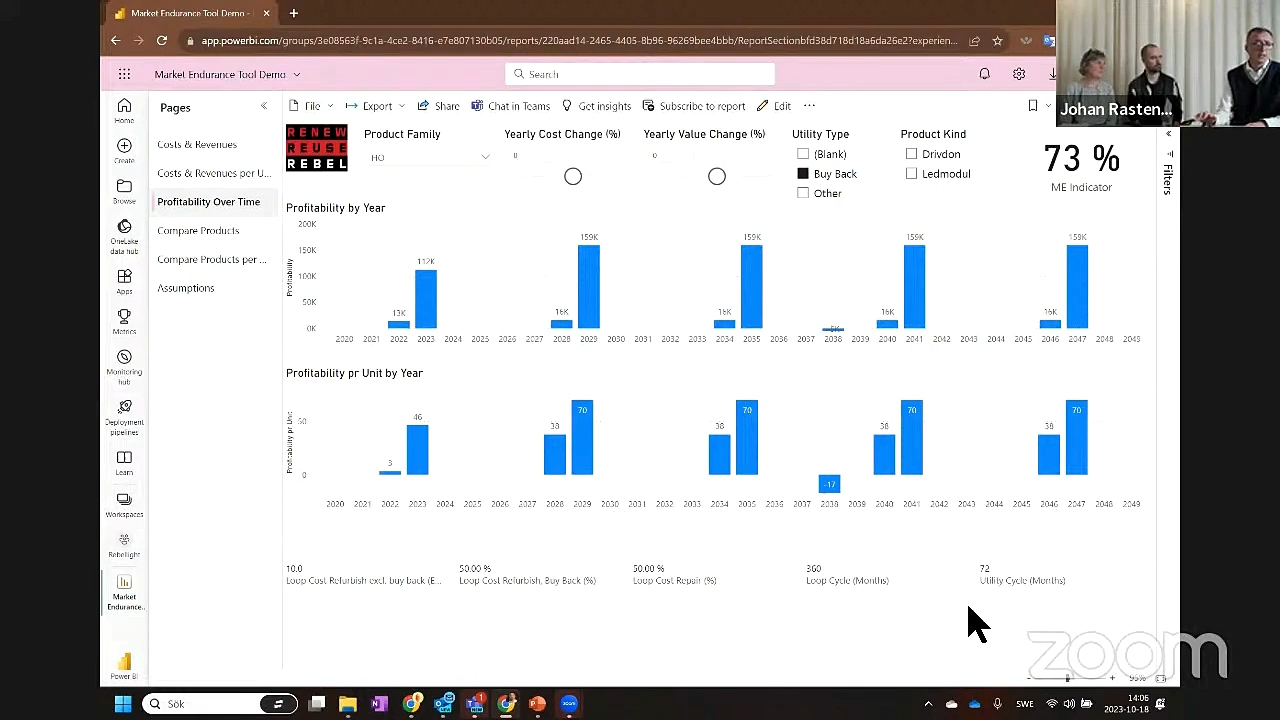 Market Endurance Tool Demo
app.powerbi.com/groups/3e08563f-9c1a-4ce2-8416-e7e807130b05/reports/220aad14-2465-4405-8b96-96269bee4bbb/ReportSectionbfd38d718d18a6da26e2?experien...
Market Endurance Tool Demo
Search
Johan Rasten...
Home
Create
Browse
OneLake data hub
Apps
Metrics
Monitoring hub
Deployment pipelines
Learn
Workspaces
Rebelight
Market Endurance...
Power BI
Pages
Costs & Revenues
Costs & Revenues per U...
Profitability Over Time
Compare Products
Compare Products per ...
Assumptions
File
Export
Share
Chat in Teams
Get insights
Subscribe to report
Edit
RENEW
REUSE
REBEL
Product Family
HO
Yearly Cost Change (%)
0
Yearly Value Change (%)
0
Utility Type
(Blank)
Buy Back
Other
Product Kind
Drivdon
Ledmodul
73 %
ME Indicator
Filters
Profitability by Year
Profitability
200K
150K
100K
50K
0K
13K 112K 16K 159K 16K 159K -5K 16K 159K 16K 159K
2020 2021 2022 2023 2024 2025 2026 2027 2028 2029 2030 2031 2032 2033 2034 2035 2036 2037 2038 2039 2040 2041 2042 2043 2044 2045 2046 2047 2048 2049
Profitability pr Unit by Year
Profitability pr Unit
50
0
3 46 38 70 38 70 -17 38 70 38 70
2020 2021 2022 2023 2024 2025 2026 2027 2028 2029 2030 2031 2032 2033 2034 2035 2036 2037 2038 2039 2040 2041 2042 2043 2044 2045 2046 2047 2048 2049
10.0
Loop Cost Refurbish excl. buy back (E...
50.00 %
Loop Cost Refurbish, Buy Back (%)
50.00 %
Loop Cost Repair (%)
360
Loop Cycle (Months)
72
Utility Cycle (Months)
zoom
95%
Sök
SWE
14:06
2023-10-18